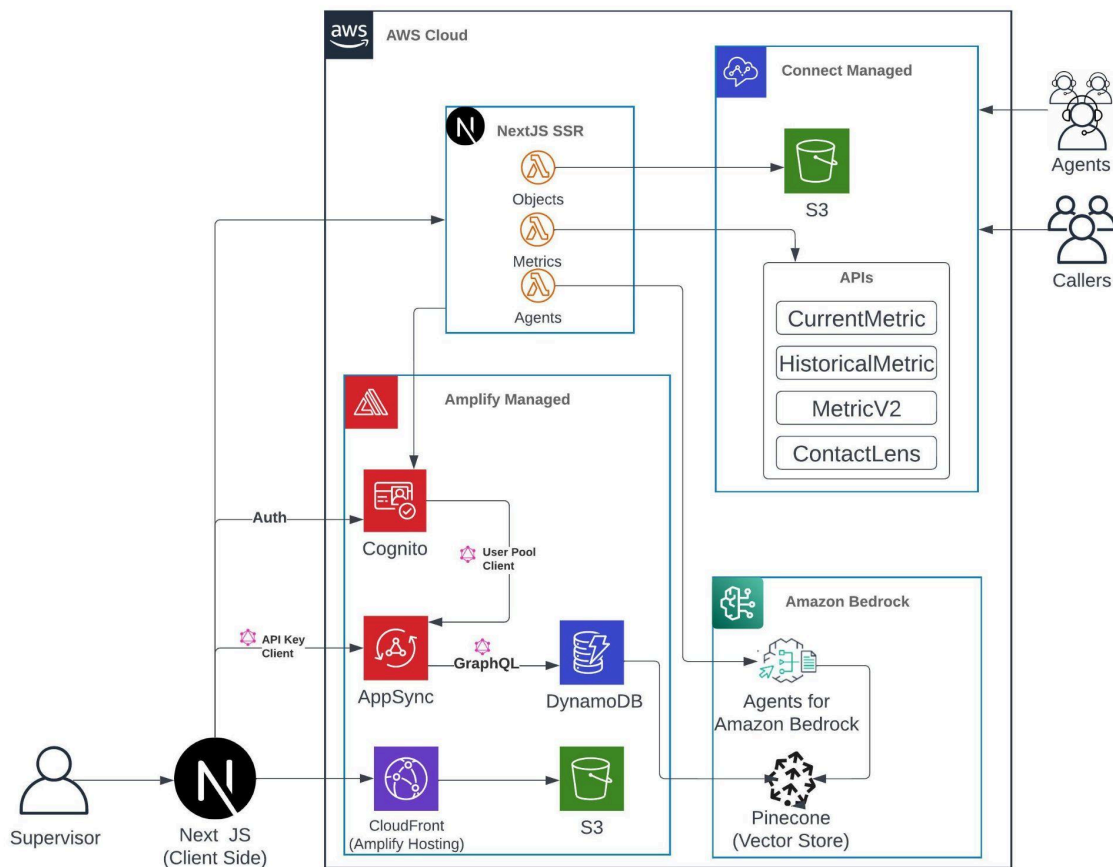 aws
AWS Cloud
Connect Managed
NextJS SSR
Objects
Metrics
Agents
S3
APIs
CurrentMetric
HistoricalMetric
MetricV2
ContactLens
Agents
Callers
Amplify Managed
Auth
Cognito
User Pool
Client
API Key
Client
AppSync
GraphQL
DynamoDB
CloudFront
(Amplify Hosting)
S3
Amazon Bedrock
Agents for
Amazon Bedrock
Pinecone
(Vector Store)
Supervisor
Next JS
(Client Side)